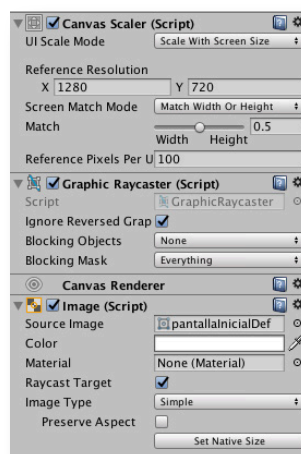 Canvas Scaler (Script)
UI Scale Mode Scale With Screen Size
Reference Resolution
X 1280 Y 720
Screen Match Mode Match Width Or Height
Match 0.5
Width Height
Reference Pixels Per U 100
Graphic Raycaster (Script)
Script GraphicRaycaster
Ignore Reversed Grap
Blocking Objects None
Blocking Mask Everything
Canvas Renderer
Image (Script)
Source Image pantallaInicialDef
Color
Material None (Material)
Raycast Target
Image Type Simple
Preserve Aspect
Set Native Size